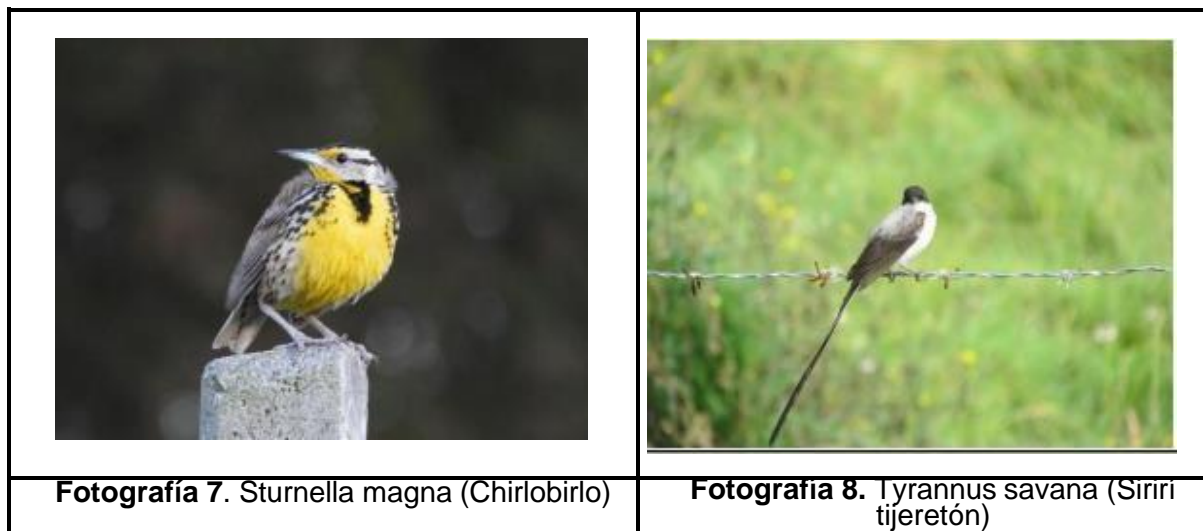 Fotografía 7. Sturnella magna (Chirlobirlo)
Fotografía 8. Tyrannus savana (Sirirí
tijeretón)